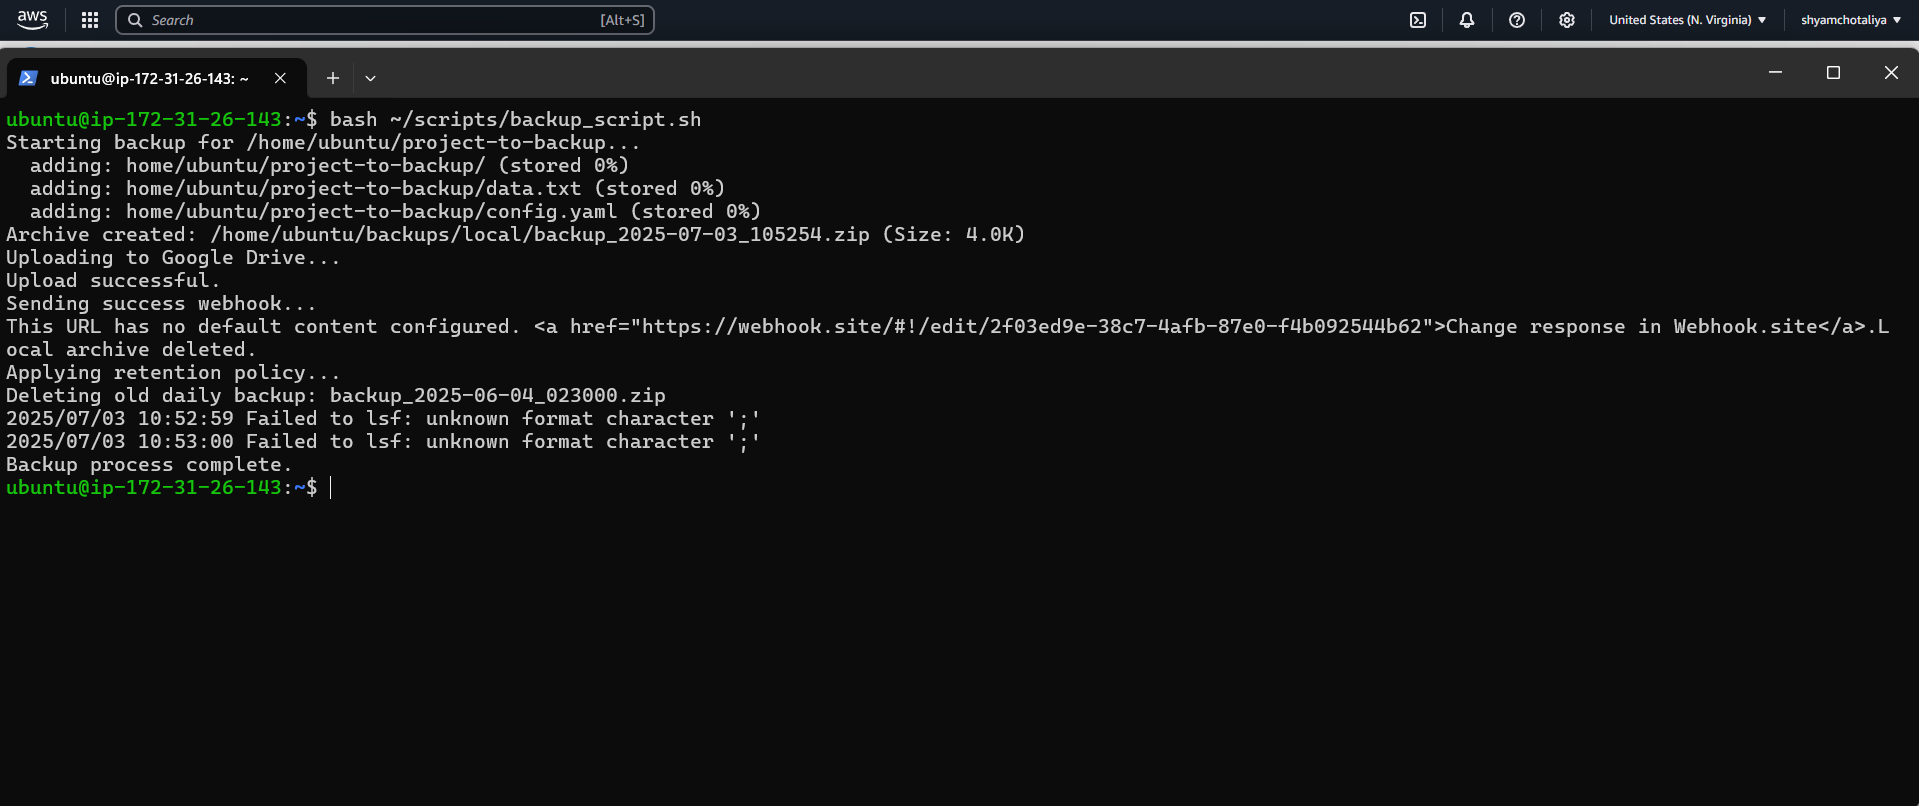 aws
Search [Alt+S]
United States (N. Virginia)
shyamchotaliya
ubuntu@ip-172-31-26-143: ~
ubuntu@ip-172-31-26-143:~$ bash ~/scripts/backup_script.sh
Starting backup for /home/ubuntu/project-to-backup...
  adding: home/ubuntu/project-to-backup/ (stored 0%)
  adding: home/ubuntu/project-to-backup/data.txt (stored 0%)
  adding: home/ubuntu/project-to-backup/config.yaml (stored 0%)
Archive created: /home/ubuntu/backups/local/backup_2025-07-03_105254.zip (Size: 4.0K)
Uploading to Google Drive...
Upload successful.
Sending success webhook...
This URL has no default content configured. <a href="https://webhook.site/#!/edit/2f03ed9e-38c7-4afb-87e0-f4b092544b62">Change response in Webhook.site</a>.L
ocal archive deleted.
Applying retention policy...
Deleting old daily backup: backup_2025-06-04_023000.zip
2025/07/03 10:52:59 Failed to lsf: unknown format character ';'
2025/07/03 10:53:00 Failed to lsf: unknown format character ';'
Backup process complete.
ubuntu@ip-172-31-26-143:~$